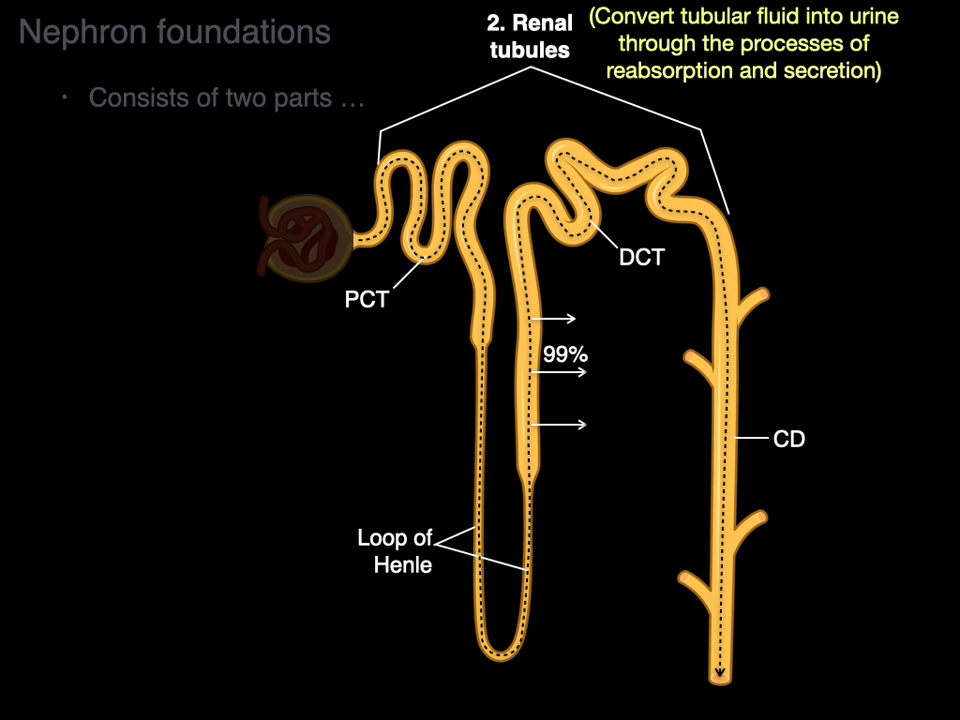 Nephron foundations
• Consists of two parts …
2. Renal
tubules
(Convert tubular fluid into urine
through the processes of
reabsorption and secretion)
DCT
PCT
99%
CD
Loop of
Henle